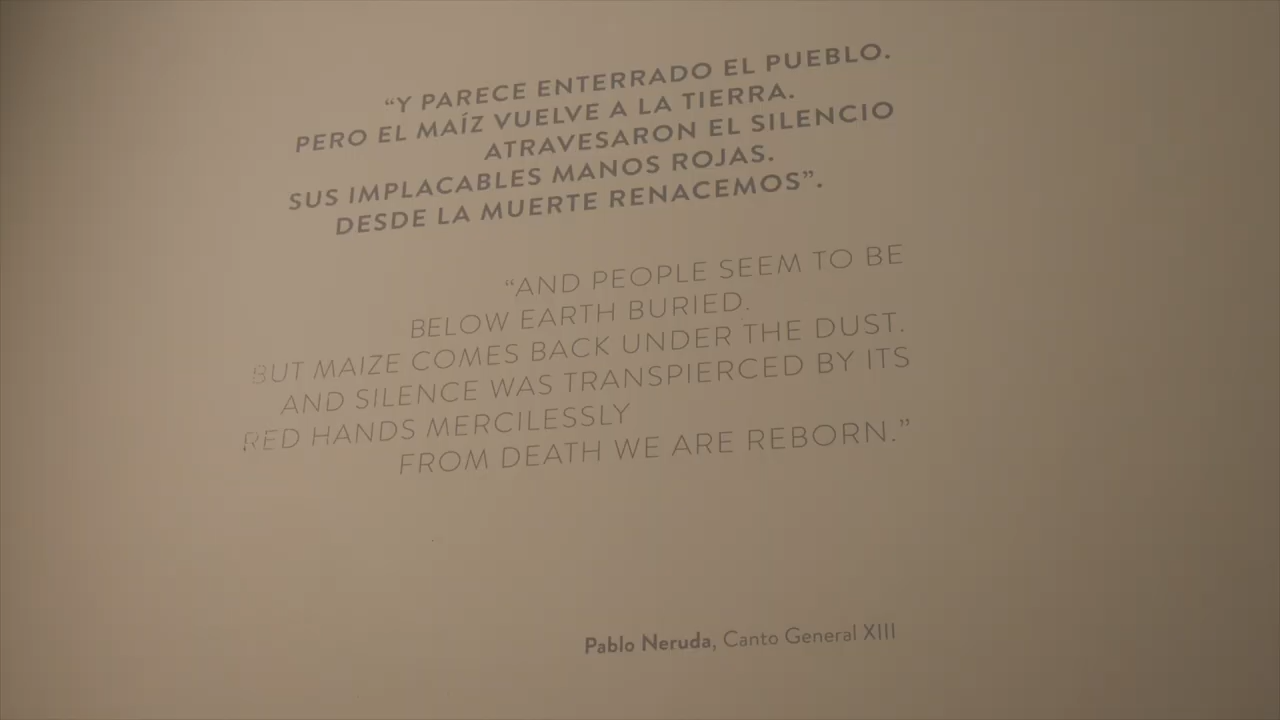 “Y PARECE ENTERRADO EL PUEBLO.
PERO EL MAÍZ VUELVE A LA TIERRA.
ATRAVESARON EL SILENCIO
SUS IMPLACABLES MANOS ROJAS.
DESDE LA MUERTE RENACEMOS”.
“AND PEOPLE SEEM TO BE
BELOW EARTH BURIED.
BUT MAIZE COMES BACK UNDER THE DUST.
AND SILENCE WAS TRANSPIERCED BY ITS
RED HANDS MERCILESSLY
FROM DEATH WE ARE REBORN.”
Pablo Neruda, Canto General XIII